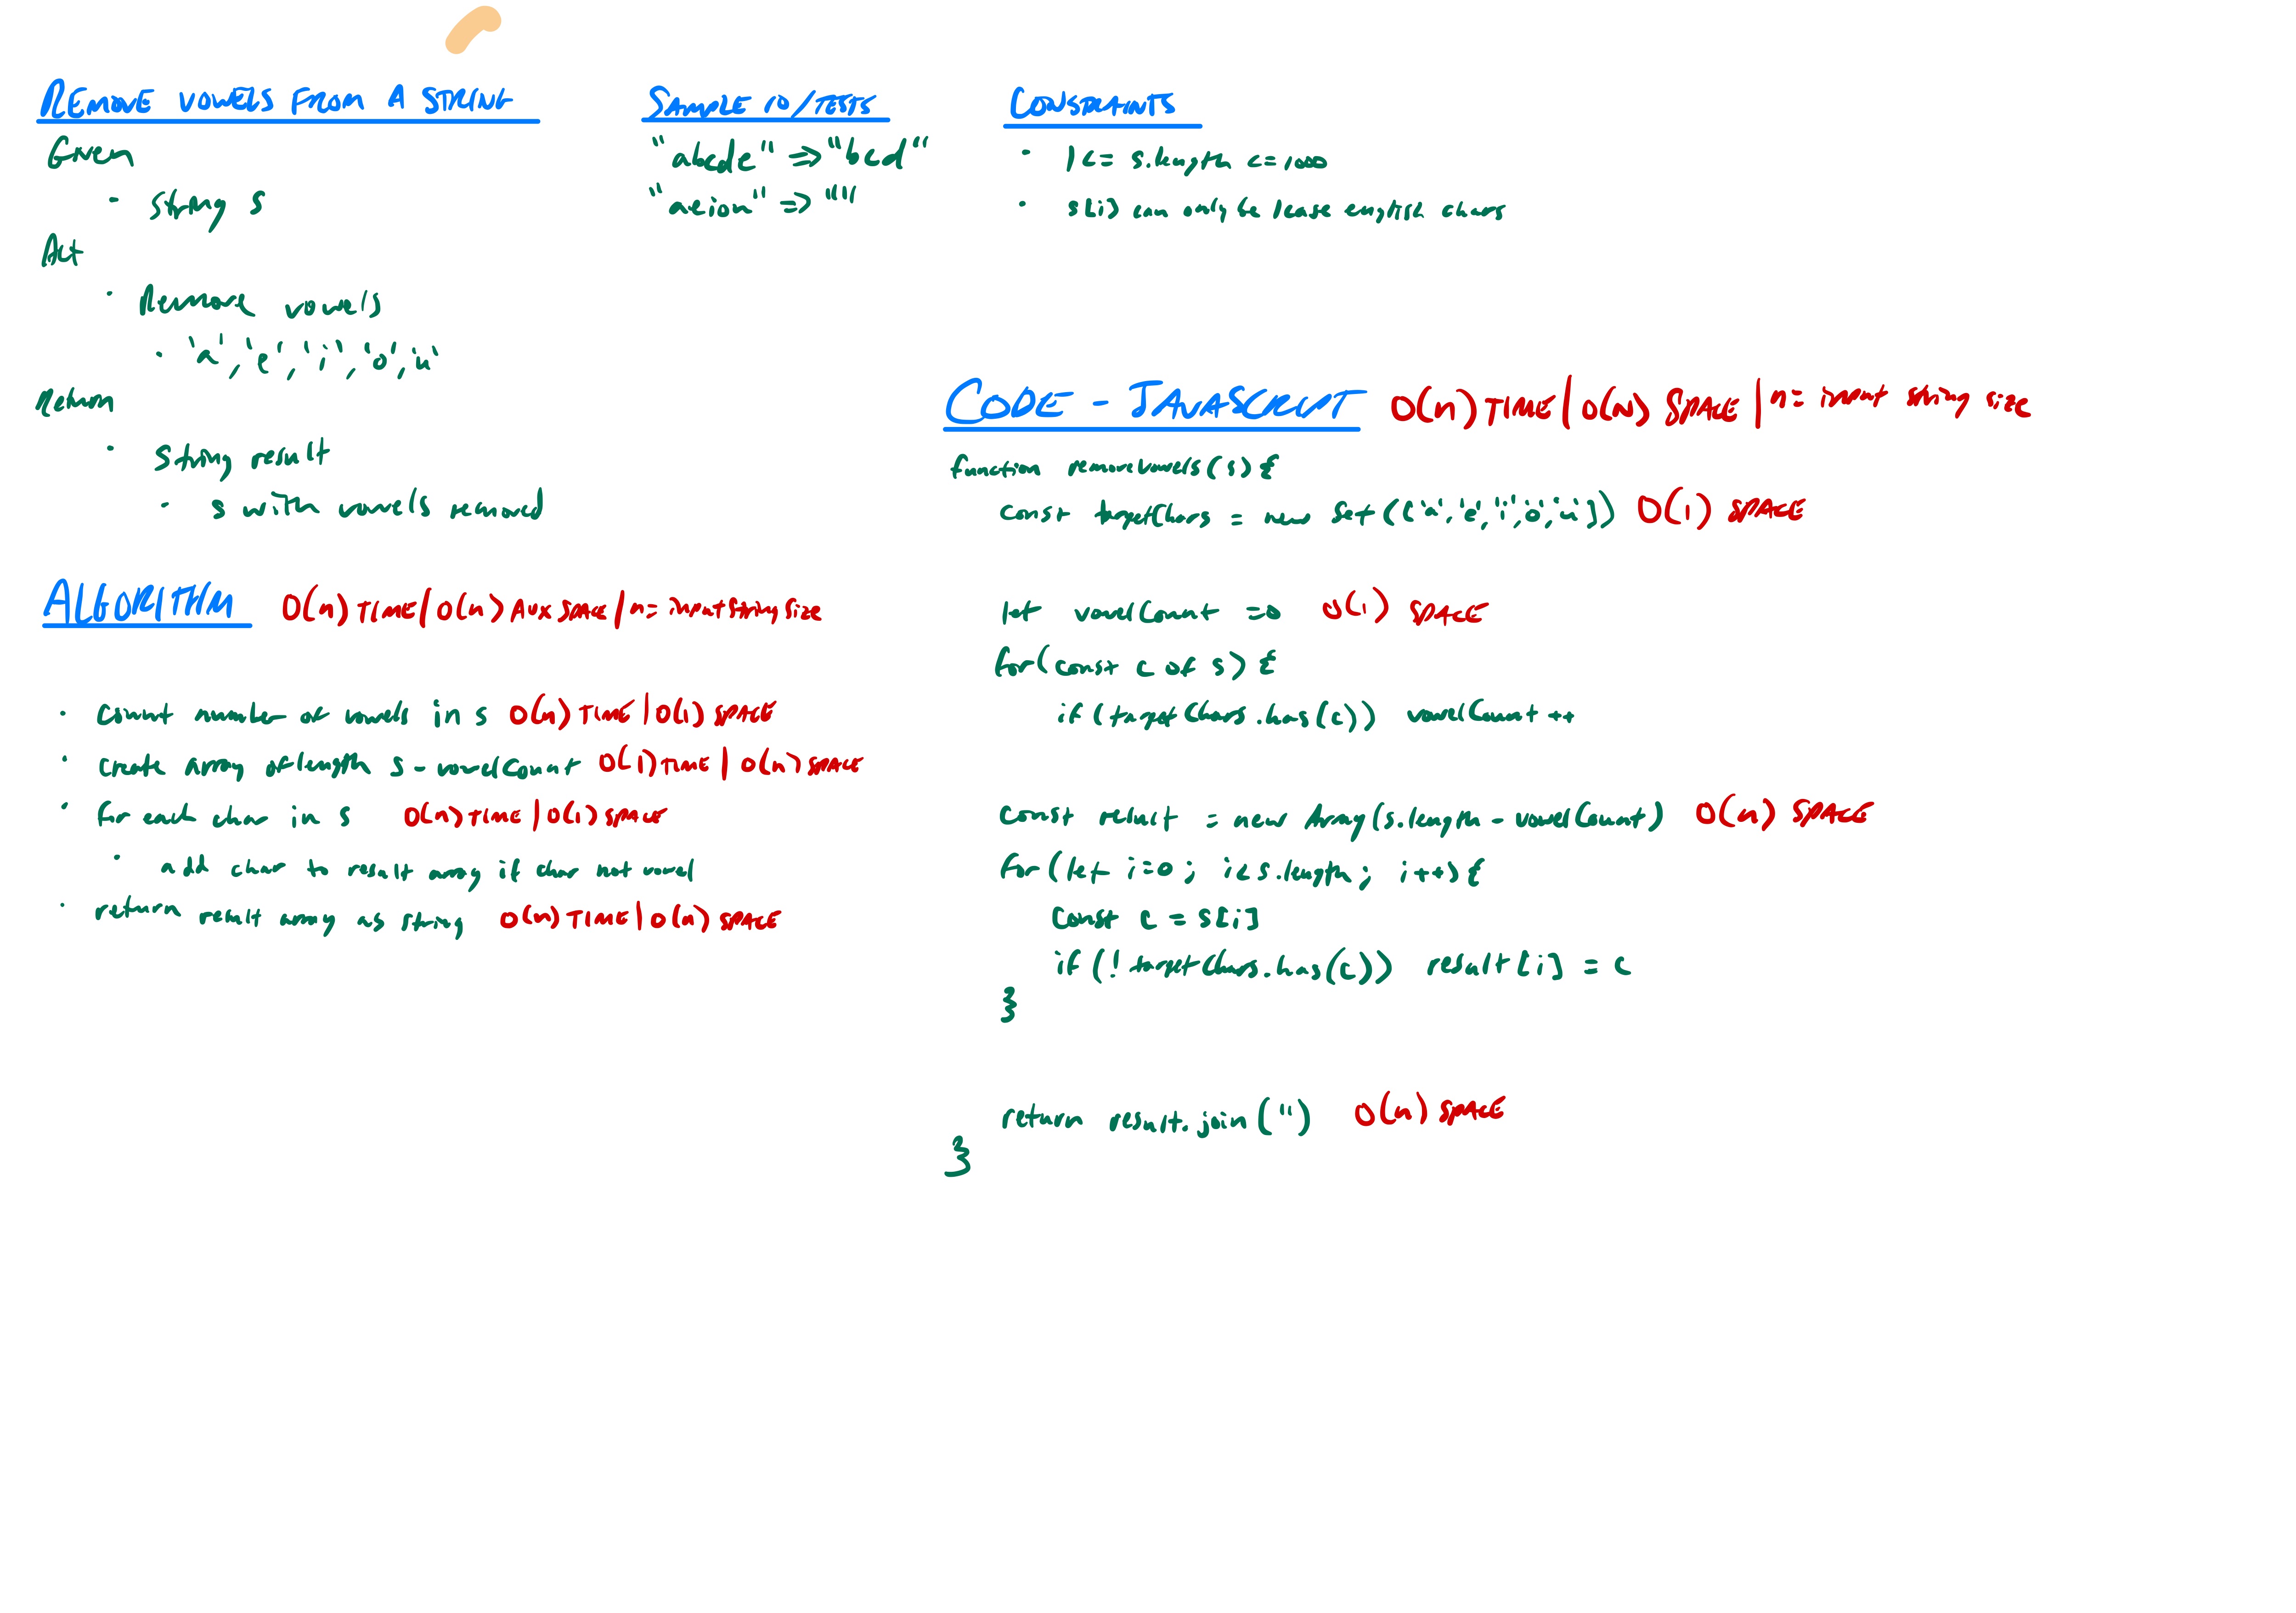 REMOVE VOWELS FROM A STRING
Given
· string s
Act
· Remove vowels
· 'a', 'e', 'i', 'o', 'u'
Return
· string result
· s with vowels removed
SAMPLE IO/TESTS
"abcde" => "bcd"
"aeiou" => ""
CONSTRAINTS
· 1 <= s.length <= 1000
· s[i] can only be lcase english chars
ALGORITHM O(n) TIME | O(n) AUX SPACE | n = input string size
· count number of vowels in s O(n) TIME | O(1) SPACE
· create array of length s - vowelCount O(1) TIME | O(n) SPACE
· for each char in s O(n) TIME | O(1) SPACE
· add char to result array if char not vowel
· return result array as string O(n) TIME | O(n) SPACE
CODE - JAVASCRIPT O(n) TIME | O(N) SPACE | n = input string size
function removeVowels(s) {
const targetChars = new Set(['a', 'e', 'i', 'o', 'u']) O(1) SPACE
let vowelCount = 0 O(1) SPACE
for (const c of s) {
if (targetChars.has(c)) vowelCount++
const result = new Array(s.length - vowelCount) O(n) SPACE
for (let i=0; i<s.length; i++) {
const c = s[i]
if (!targetChars.has(c)) result[i] = c
}
return result.join('') O(n) SPACE
}